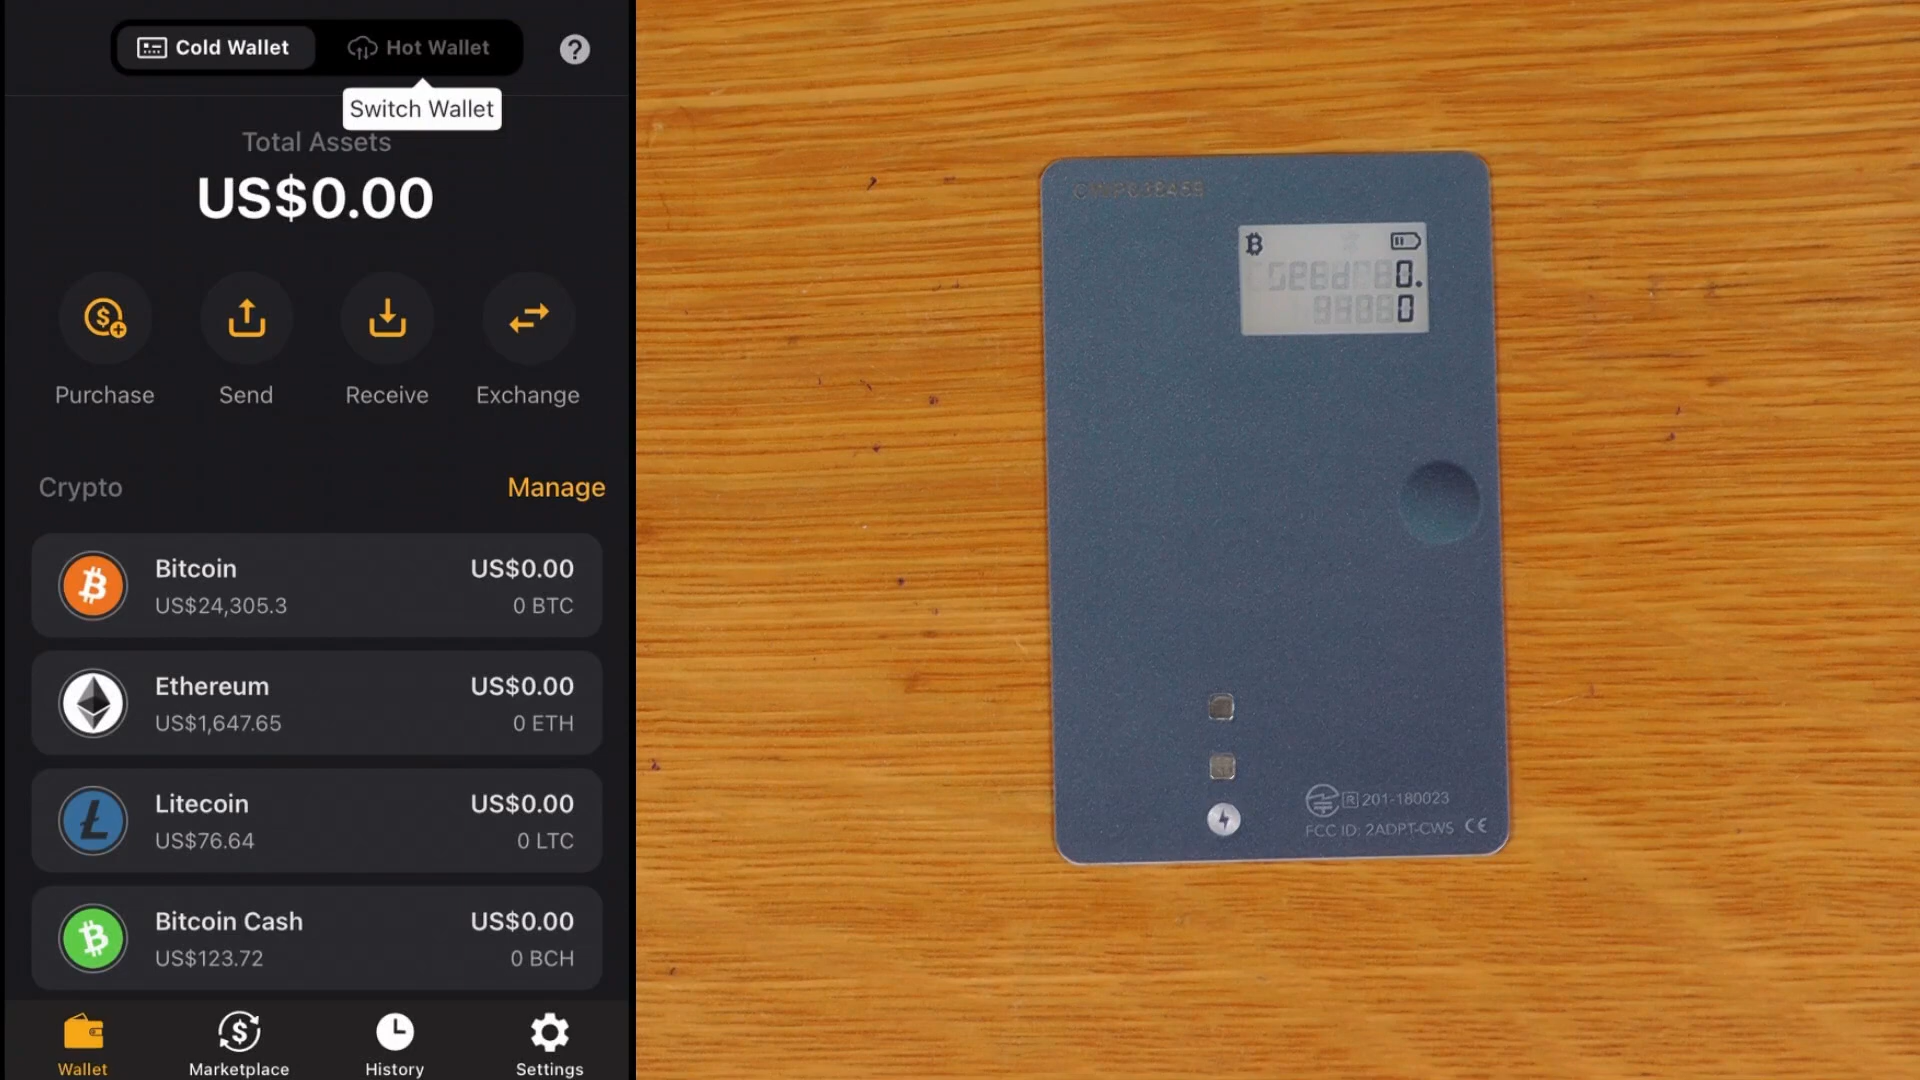 Cold Wallet
Hot Wallet
?
Switch Wallet
Total Assets
US$0.00
Purchase
Send
Receive
Exchange
Crypto
Manage
Bitcoin
US$0.00
US$24,305.3
0 BTC
Ethereum
US$0.00
US$1,647.65
0 ETH
Litecoin
US$0.00
US$76.64
0 LTC
Bitcoin Cash
US$0.00
US$123.72
0 BCH
Wallet
Marketplace
History
Settings
0.
0
R 201-180023
FCC ID: 2ADPT-CWS CE